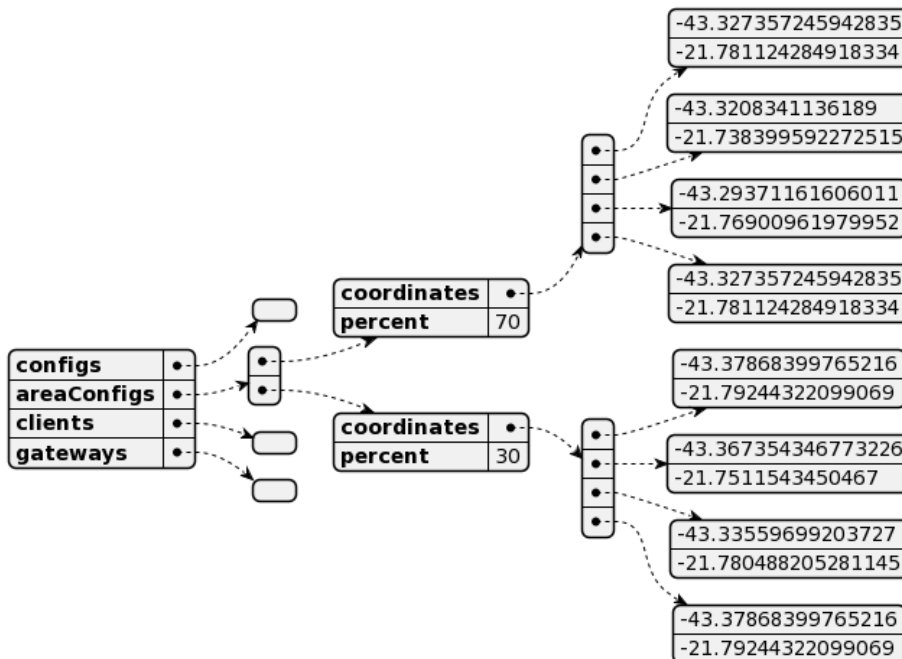 -43.327357245942835
-21.781124284918334
-43.3208341136189
-21.738399592272515
-43.29371161606011
-21.76900961979952
coordinates
percent 70
-43.327357245942835
-21.781124284918334
configs
areaConfigs
clients
gateways
coordinates
percent 30
-43.37868399765216
-21.79244322099069
-43.367354346773226
-21.7511543450467
-43.33559699203727
-21.780488205281145
-43.37868399765216
-21.79244322099069